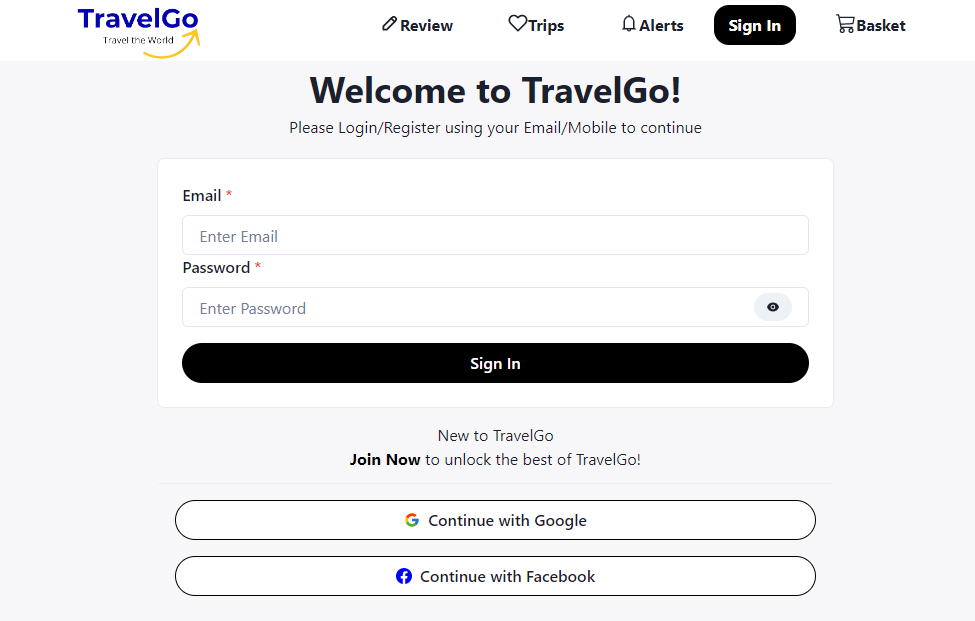 TravelGo
Travel the World
Review
Trips
Alerts
Sign In
Basket
Welcome to TravelGo!
Please Login/Register using your Email/Mobile to continue
Email *
Enter Email
Password *
Enter Password
Sign In
New to TravelGo
Join Now to unlock the best of TravelGo!
Continue with Google
Continue with Facebook